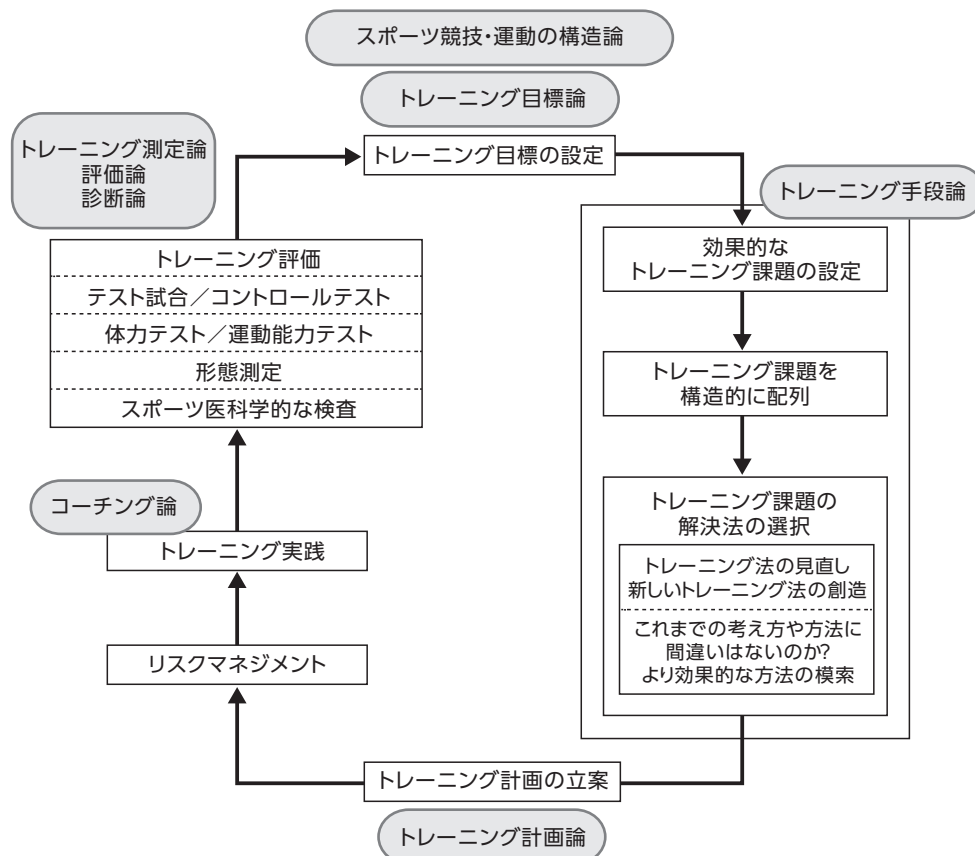 スポーツ競技・運動の構造論
トレーニング目標論
トレーニング目標の設定
トレーニング手段論
効果的な
トレーニング課題の設定
トレーニング課題を
構造的に配列
トレーニング課題の
解決法の選択
トレーニング法の見直し
新しいトレーニング法の創造
これまでの考え方や方法に
間違いはないのか?
より効果的な方法の模索
トレーニング計画の立案
トレーニング計画論
リスクマネジメント
コーチング論
トレーニング実践
トレーニング測定論
評価論
診断論
トレーニング評価
テスト試合/コントロールテスト
体力テスト/運動能力テスト
形態測定
スポーツ医科学的な検査